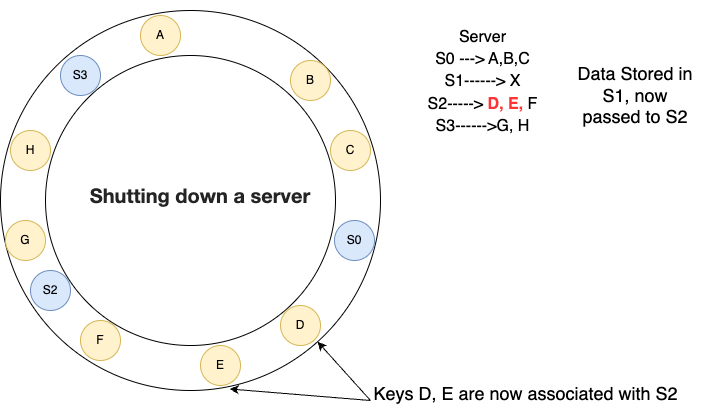 A
S3
B
H
C
Shutting down a server
G
S0
S2
D
F
E
Server
S0 ---> A,B,C
S1------> X
S2-----> D, E, F
S3------>G, H
Data Stored in
S1, now
passed to S2
Keys D, E are now associated with S2